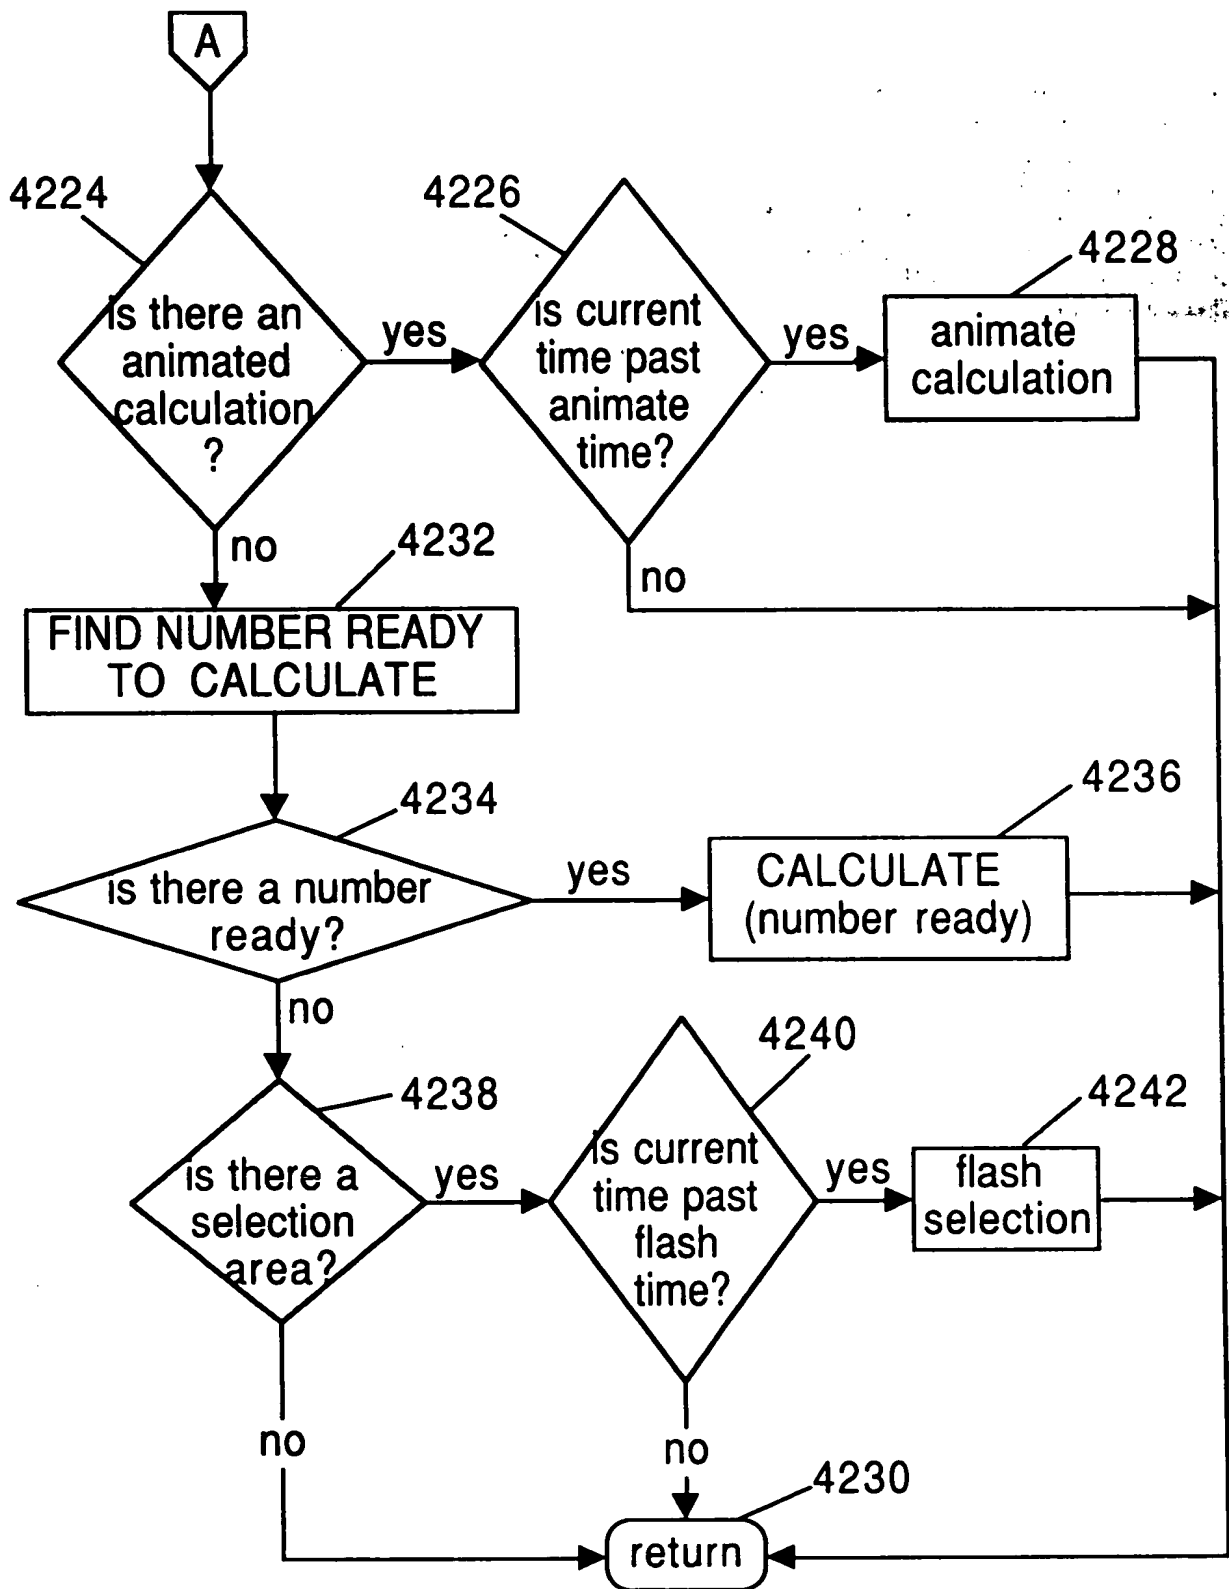 A
4224
4226
4228
is there an
animated
calculation
?
yes
is current
time past
animate
time?
yes
animate
calculation
no
4232
no
FIND NUMBER READY
TO CALCULATE
4234
4236
is there a number
ready?
yes
CALCULATE
(number ready)
no
4238
4240
4242
is there a
selection
area?
yes
is current
time past
flash
time?
yes
flash
selection
no
no
4230
return